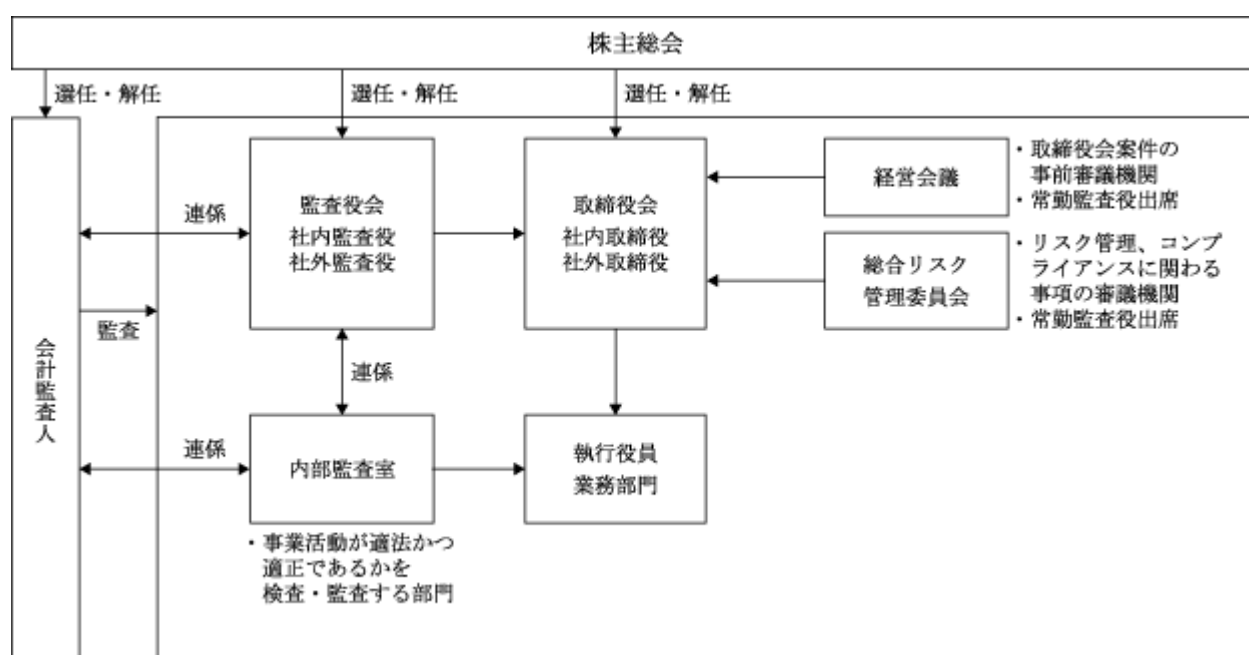 株主総会
選任・解任
選任・解任
選任・解任
監査役会
社内監査役
社外監査役
取締役会
社内取締役
社外取締役
経営会議
・取締役会案件の
事前審議機関
・常勤監査役出席
総合リスク
管理委員会
・リスク管理、コンプ
ライアンスに関わる
事項の審議機関
・常勤監査役出席
連係
監査
会計監査人
連係
連係
内部監査室
執行役員
業務部門
・事業活動が適法かつ
適正であるかを
検査・監査する部門